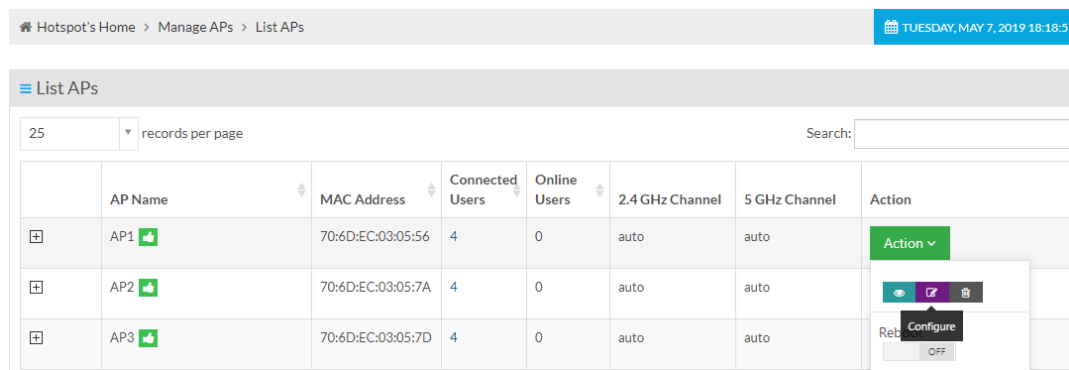 Hotspot's Home > Manage APs > List APs
TUESDAY, MAY 7, 2019 18:18:5
List APs
25 records per page
Search:
AP Name MAC Address Connected Users Online Users 2.4 GHz Channel 5 GHz Channel Action
AP1 70:6D:EC:03:05:56 4 0 auto auto Action
AP2 70:6D:EC:03:05:7A 4 0 auto auto
Configure
AP3 70:6D:EC:03:05:7D 4 0 auto auto
OFF